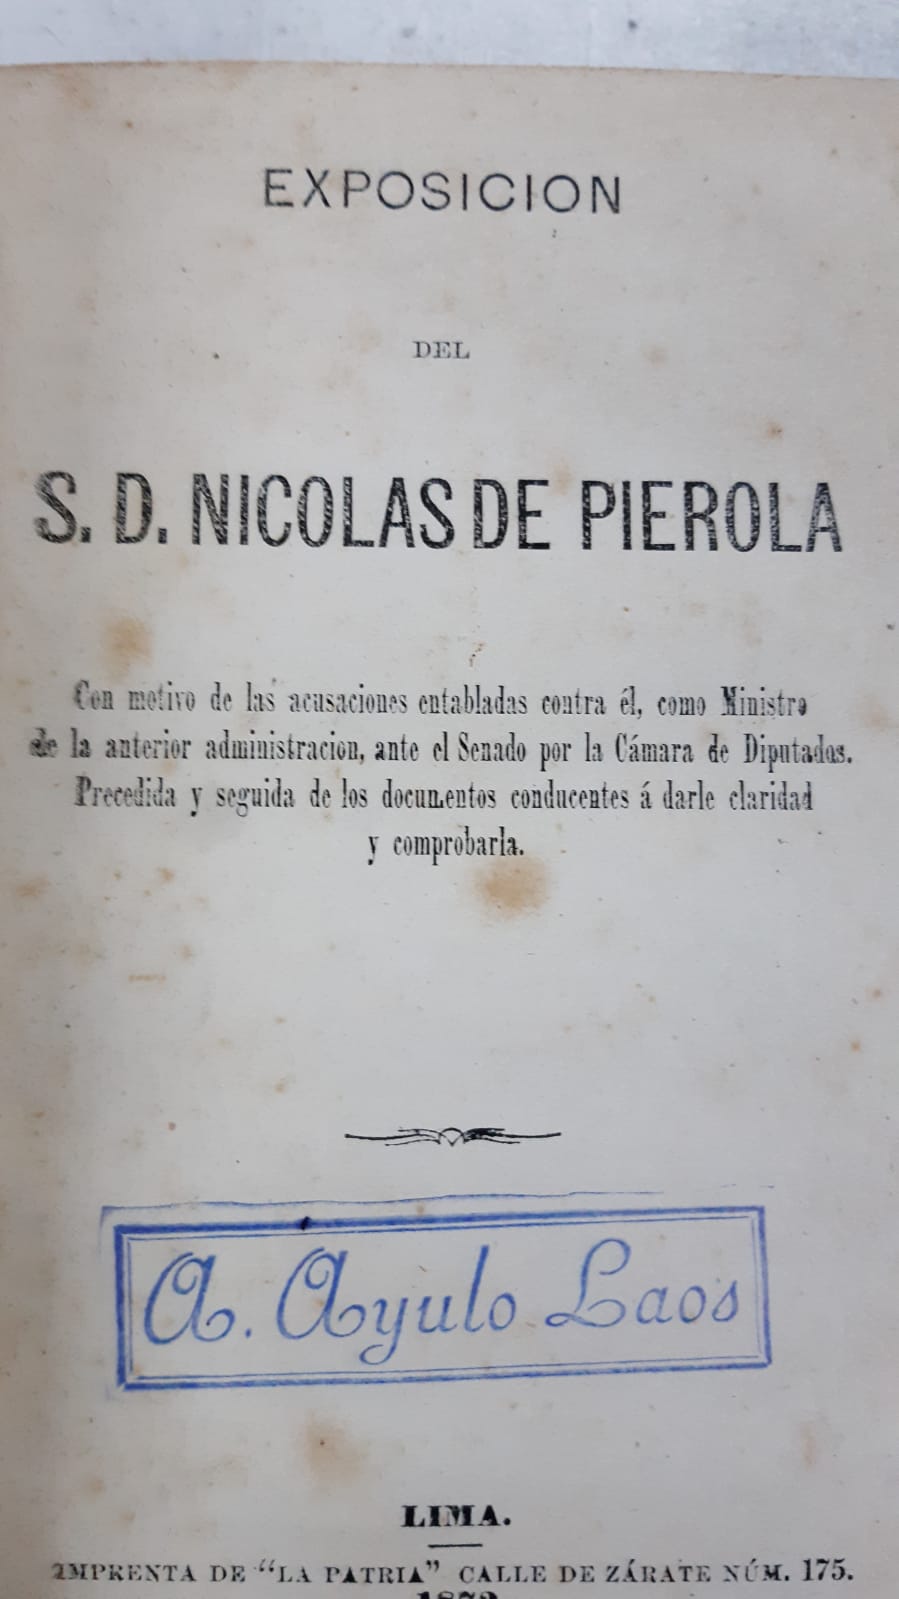 EXPOSICION
DEL
S. D. NICOLAS DE PIEROLA
Con motivo de las acusaciones entabladas contra él, como Ministro
de la anterior administracion, ante el Senado por la Cámara de Diputados.
Precedida y seguida de los documentos conducentes á darle claridad
y comprobarla.
A. Ayulo Laos
LIMA.
IMPRENTA DE "LA PATRIA" CALLE DE ZÁRATE NÚM. 175.